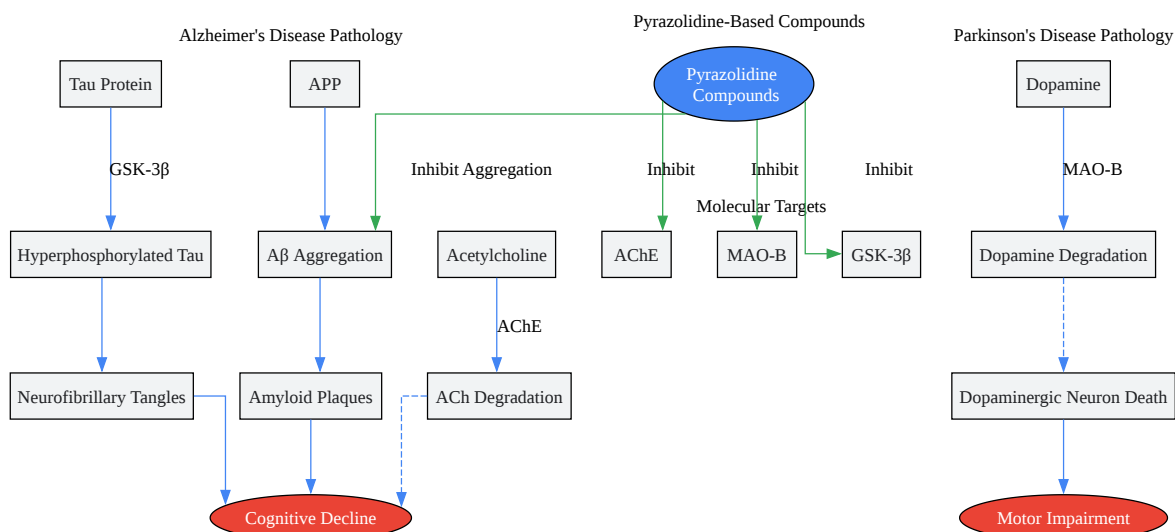 Pyrazolidine-Based Compounds
Alzheimer's Disease Pathology
Parkinson's Disease Pathology
Tau Protein
APP
Pyrazolidine
Compounds
Dopamine
GSK-3β
Inhibit Aggregation
Inhibit
Inhibit
Inhibit
MAO-B
Molecular Targets
Hyperphosphorylated Tau
Aβ Aggregation
Acetylcholine
AChE
MAO-B
GSK-3β
Dopamine Degradation
AChE
Neurofibrillary Tangles
Amyloid Plaques
ACh Degradation
Dopaminergic Neuron Death
Cognitive Decline
Motor Impairment